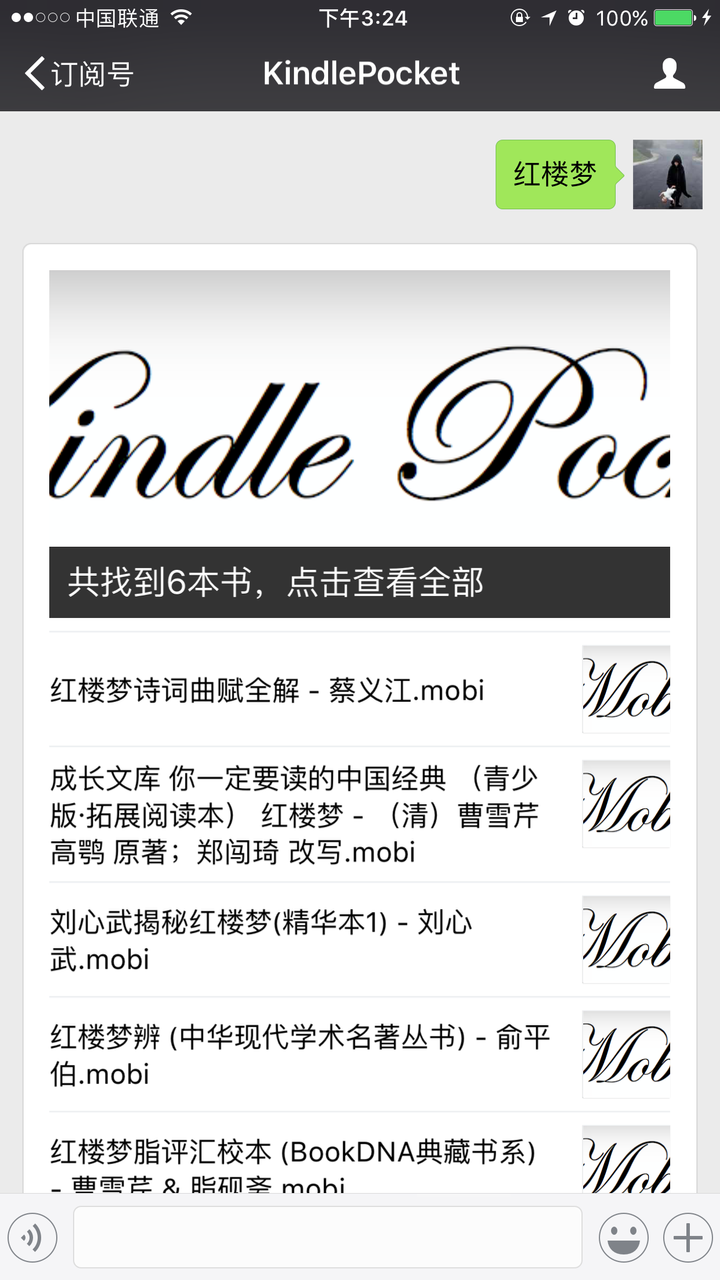 中国联通 下午3:24 100%
订阅号 KindlePocket
红楼梦
indle Poc
共找到6本书，点击查看全部
红楼梦诗词曲赋全解 - 蔡义江.mobi
Mob
成长文库 你一定要读的中国经典 （青少
版·拓展阅读本） 红楼梦 - （清）曹雪芹
高鹗 原著；郑闯琦 改写.mobi
Mob
刘心武揭秘红楼梦(精华本1) - 刘心
武.mobi
Mob
红楼梦辨 (中华现代学术名著丛书) - 俞平
伯.mobi
Mob
红楼梦脂评汇校本 (BookDNA典藏书系)
- 曹雪芹 & 脂砚斋.mobi
Mob